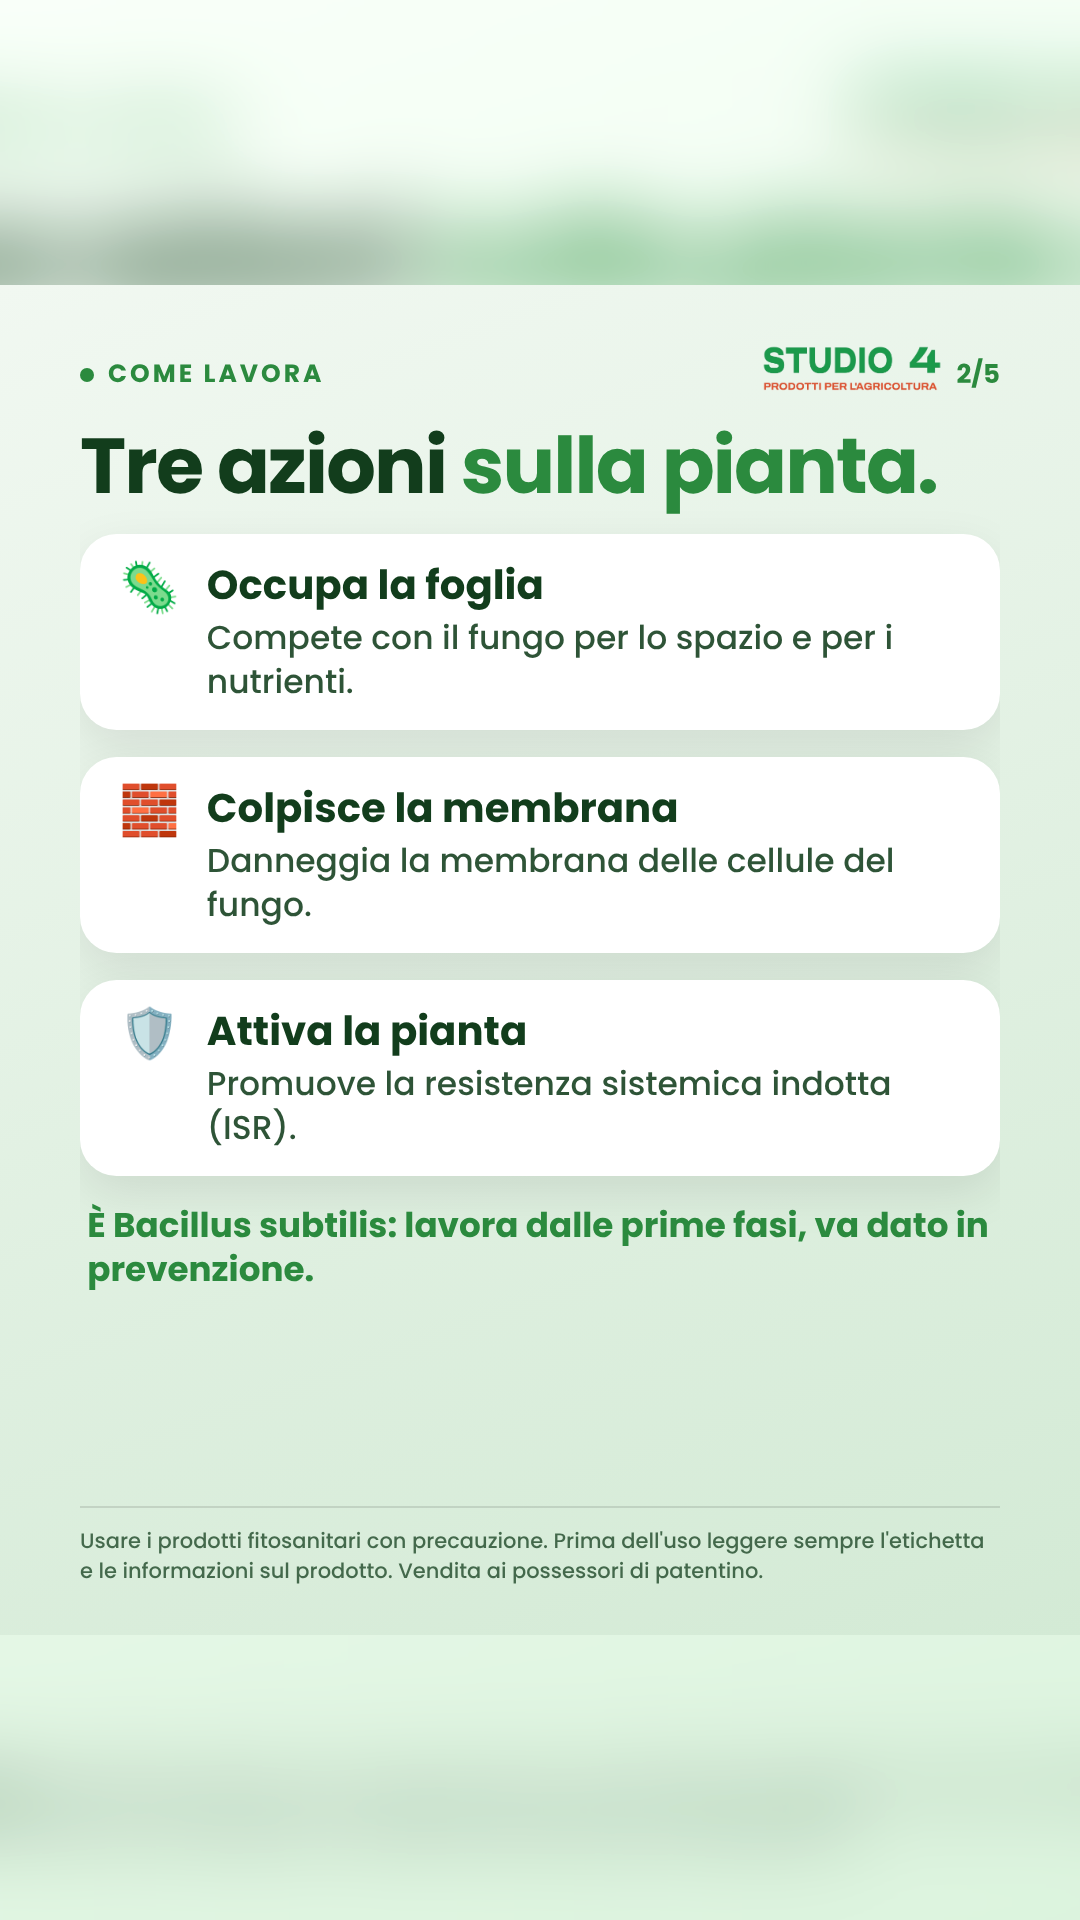 COME LAVORA
STUDIO 4
PRODOTTI PER L'AGRICOLTURA
2/5
Tre azioni sulla pianta.
Occupa la foglia
Compete con il fungo per lo spazio e per i
nutrienti.
Colpisce la membrana
Danneggia la membrana delle cellule del
fungo.
Attiva la pianta
Promuove la resistenza sistemica indotta
(ISR).
È Bacillus subtilis: lavora dalle prime fasi, va dato in
prevenzione.
Usare i prodotti fitosanitari con precauzione. Prima dell'uso leggere sempre l'etichetta
e le informazioni sul prodotto. Vendita ai possessori di patentino.